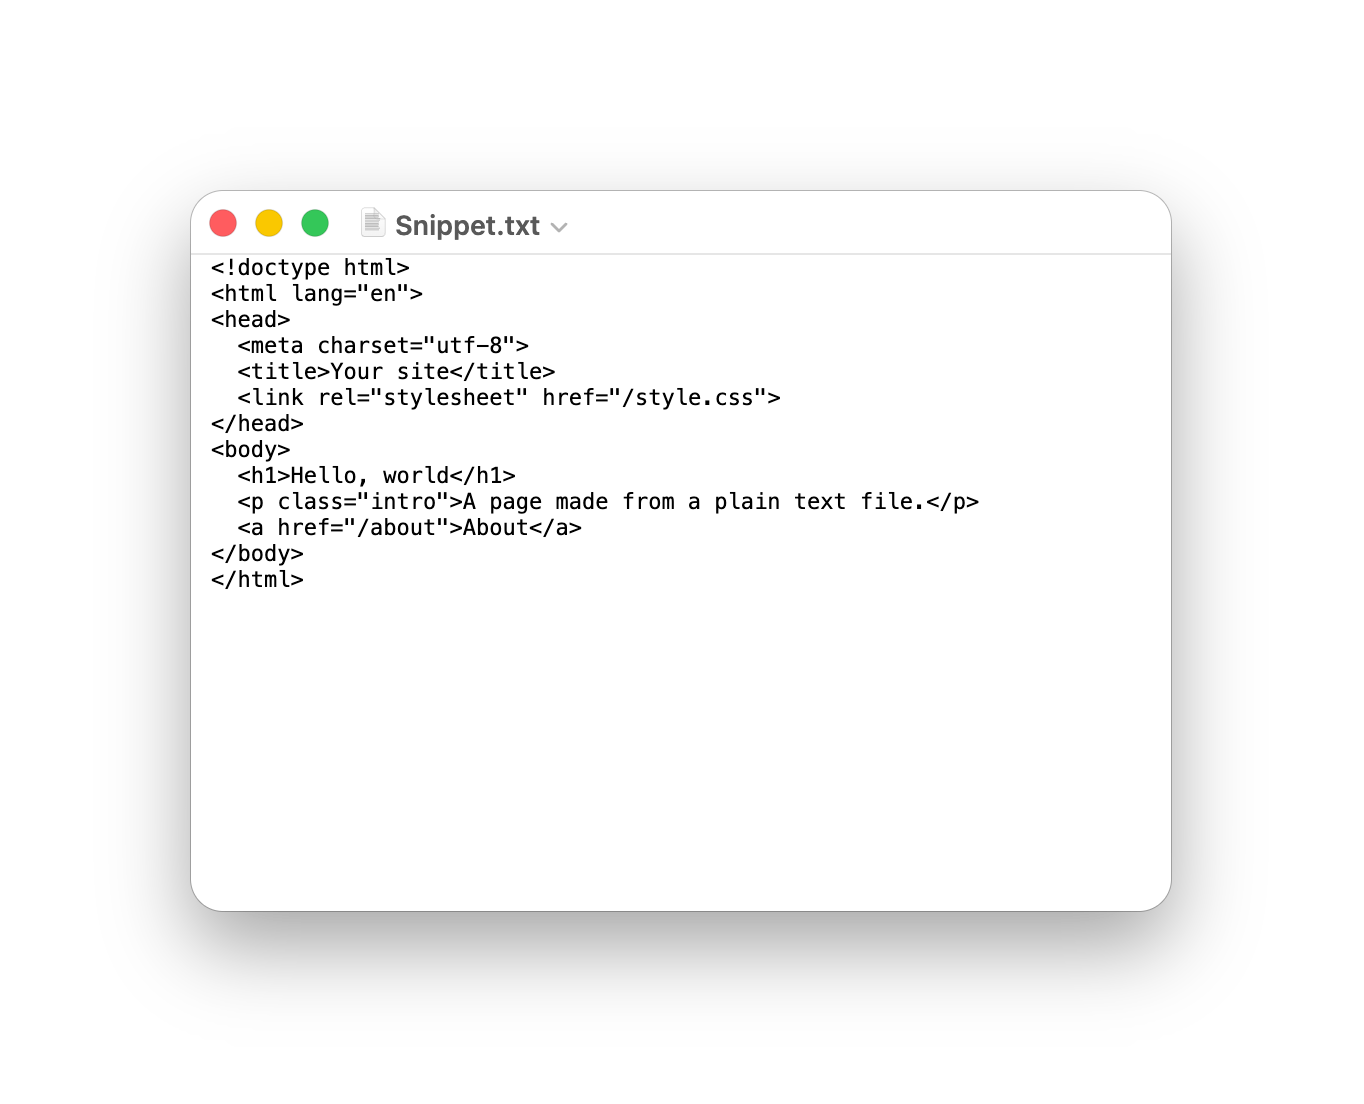 Snippet.txt
<!doctype html>
<html lang="en">
<head>
  <meta charset="utf-8">
  <title>Your site</title>
  <link rel="stylesheet" href="/style.css">
</head>
<body>
  <h1>Hello, world</h1>
  <p class="intro">A page made from a plain text file.</p>
  <a href="/about">About</a>
</body>
</html>